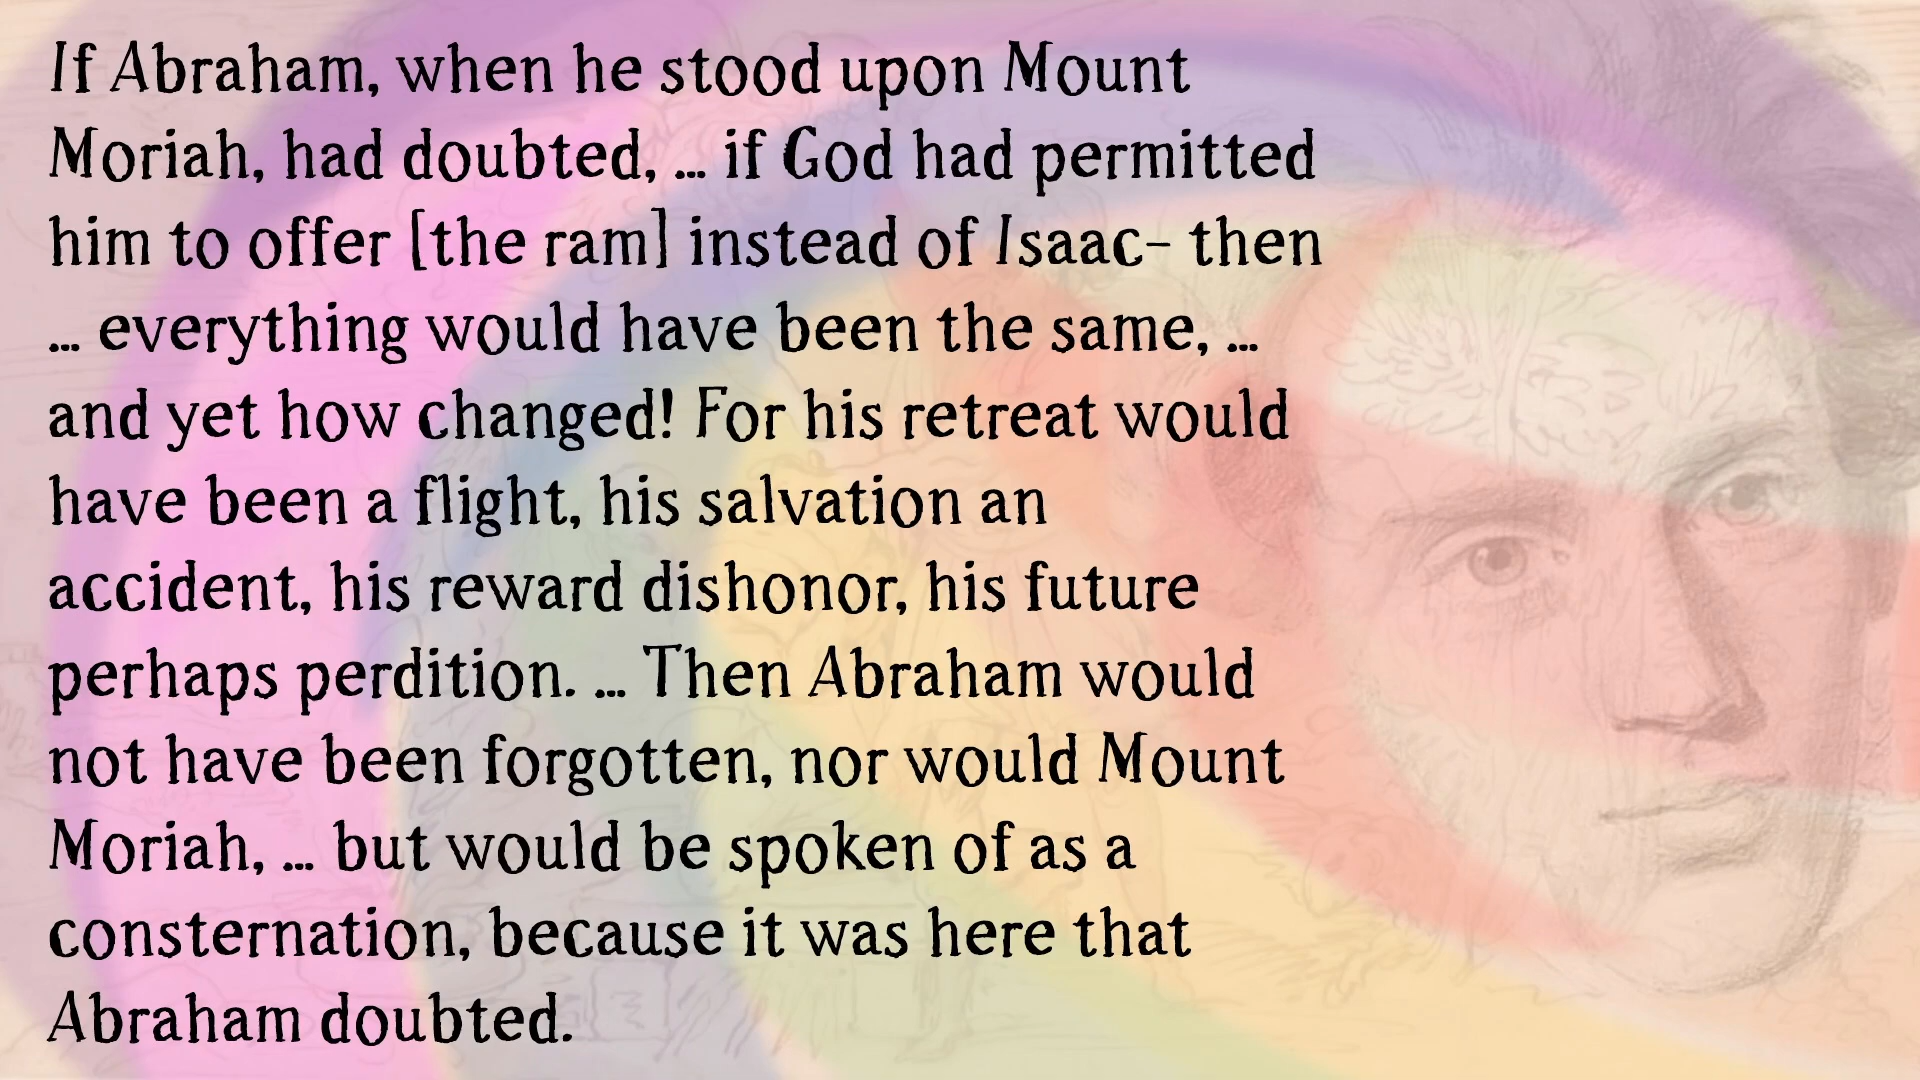 If Abraham, when he stood upon Mount
Moriah, had doubted, ... if God had permitted
him to offer [the ram] instead of Isaac- then
... everything would have been the same, ...
and yet how changed! For his retreat would
have been a flight, his salvation an
accident, his reward dishonor, his future
perhaps perdition. ... Then Abraham would
not have been forgotten, nor would Mount
Moriah, ... but would be spoken of as a
consternation, because it was here that
Abraham doubted.